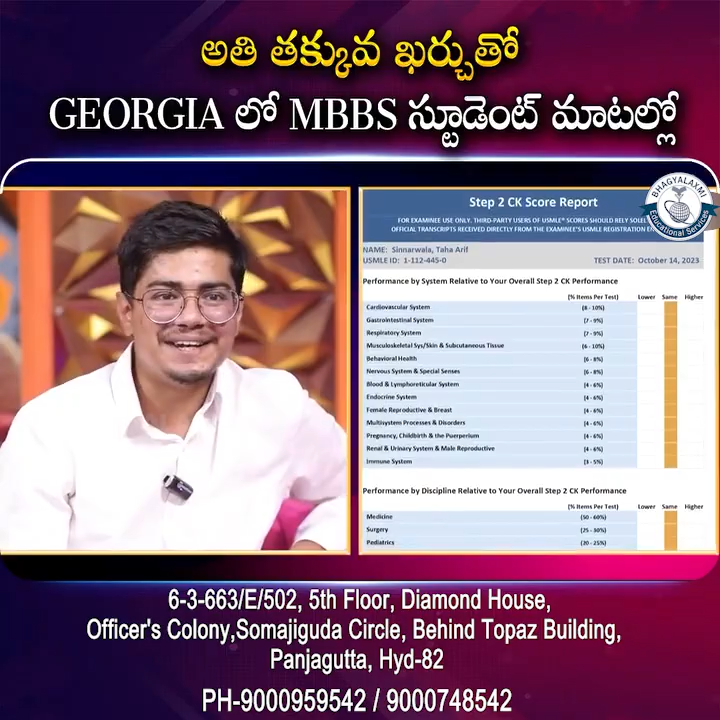 అతి తక్కువ ఖర్చుతో
GEORGIA లో MBBS స్టూడెంట్ మాటల్లో
BHAGYALAXMI
Educational Services
Step 2 CK Score Report
FOR EXAMINEE USE ONLY. THIRD-PARTY USERS OF USMLE® SCORES SHOULD RELY
OFFICIAL TRANSCRIPTS RECEIVED DIRECTLY FROM THE EXAMINEE'S USMLE REGISTRATION
NAME: Sinnarwala, Taha Arif
USMLE ID: 1-112-445-0 TEST DATE: October 14, 2023
Performance by System Relative to Your Overall Step 2 CK Performance
(% Items Per Test) Lower Same Higher
Cardiovascular System (8 - 10%)
Gastrointestinal System (7 - 9%)
Respiratory System (7 - 9%)
Musculoskeletal Sys/Skin & Subcutaneous Tissue (6 - 10%)
Behavioral Health (6 - 8%)
Nervous System & Special Senses (6 - 8%)
Blood & Lymphoreticular System (4 - 6%)
Endocrine System (4 - 6%)
Female Reproductive & Breast (4 - 6%)
Multisystem Processes & Disorders (4 - 6%)
Pregnancy, Childbirth & the Puerperium (4 - 6%)
Renal & Urinary System & Male Reproductive (4 - 6%)
Immune System (3 - 5%)
Performance by Discipline Relative to Your Overall Step 2 CK Performance
(% Items Per Test) Lower Same Higher
Medicine (50 - 60%)
Surgery (25 - 30%)
Pediatrics (20 - 25%)
6-3-663/E/502, 5th Floor, Diamond House,
Officer's Colony,Somajiguda Circle, Behind Topaz Building,
Panjagutta, Hyd-82
PH-9000959542 / 9000748542